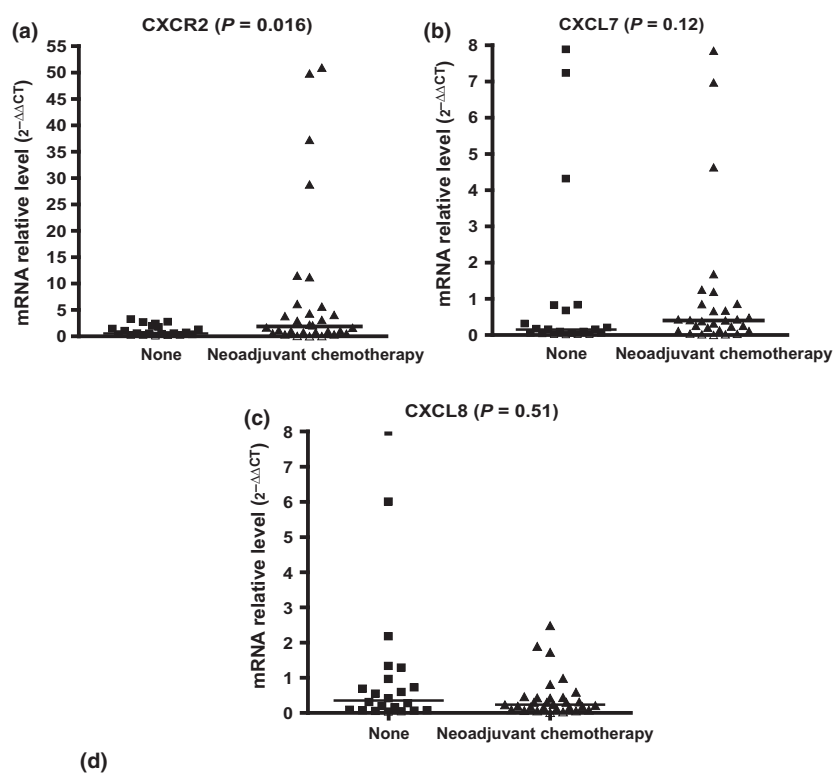 (a)
CXCR2 (P = 0.016)
mRNA relative level (2−ΔΔCT)
55
50
45
40
35
30
25
20
15
10
5
0
None
Neoadjuvant chemotherapy
(b)
CXCL7 (P = 0.12)
mRNA relative level (2−ΔΔCT)
8
7
6
5
4
3
2
1
0
None
Neoadjuvant chemotherapy
(c)
CXCL8 (P = 0.51)
mRNA relative level (2−ΔΔCT)
8
7
6
5
4
3
2
1
0
None
Neoadjuvant chemotherapy
(d)